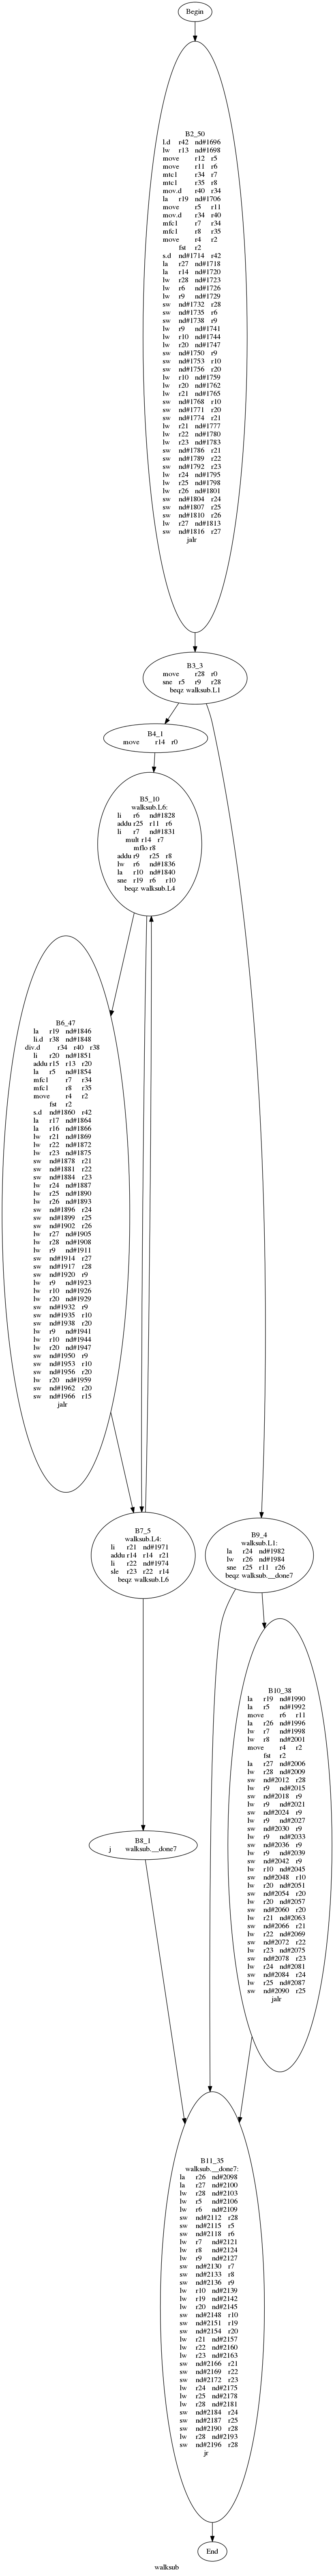 Begin
B2_50
l.d r42 nd#1696
lw r13 nd#1698
move r12 r5
move r11 r6
mtc1 r34 r7
mtc1 r35 r8
mov.d r40 r34
la r19 nd#1706
move r5 r11
mov.d r34 r40
mfc1 r7 r34
mfc1 r8 r35
move r4 r2
fst r2
s.d nd#1714 r42
la r27 nd#1718
la r14 nd#1720
lw r28 nd#1723
lw r6 nd#1726
lw r9 nd#1729
sw nd#1732 r28
sw nd#1735 r6
sw nd#1738 r9
lw r9 nd#1741
lw r10 nd#1744
lw r20 nd#1747
sw nd#1750 r9
sw nd#1753 r10
sw nd#1756 r20
lw r10 nd#1759
lw r20 nd#1762
lw r21 nd#1765
sw nd#1768 r10
sw nd#1771 r20
sw nd#1774 r21
lw r21 nd#1777
lw r22 nd#1780
lw r23 nd#1783
sw nd#1786 r21
sw nd#1789 r22
sw nd#1792 r23
lw r24 nd#1795
lw r25 nd#1798
lw r26 nd#1801
sw nd#1804 r24
sw nd#1807 r25
sw nd#1810 r26
lw r27 nd#1813
sw nd#1816 r27
jalr
B3_3
move r28 r0
sne r5 r9 r28
beqz walksub.L1
B4_1
move r14 r0
B5_10
walksub.L6:
li r6 nd#1828
addu r25 r11 r6
li r7 nd#1831
mult r14 r7
mflo r8
addu r9 r25 r8
lw r6 nd#1836
la r10 nd#1840
sne r19 r6 r10
beqz walksub.L4
B6_47
la r19 nd#1846
li.d r38 nd#1848
div.d r34 r40 r38
li r20 nd#1851
addu r15 r13 r20
la r5 nd#1854
mfc1 r7 r34
mfc1 r8 r35
move r4 r2
fst r2
s.d nd#1860 r42
la r17 nd#1864
la r16 nd#1866
lw r21 nd#1869
lw r22 nd#1872
lw r23 nd#1875
sw nd#1878 r21
sw nd#1881 r22
sw nd#1884 r23
lw r24 nd#1887
lw r25 nd#1890
lw r26 nd#1893
sw nd#1896 r24
sw nd#1899 r25
sw nd#1902 r26
lw r27 nd#1905
lw r28 nd#1908
lw r9 nd#1911
sw nd#1914 r27
sw nd#1917 r28
sw nd#1920 r9
lw r9 nd#1923
lw r10 nd#1926
lw r20 nd#1929
sw nd#1932 r9
sw nd#1935 r10
sw nd#1938 r20
lw r9 nd#1941
lw r10 nd#1944
lw r20 nd#1947
sw nd#1950 r9
sw nd#1953 r10
sw nd#1956 r20
lw r20 nd#1959
sw nd#1962 r20
sw nd#1966 r15
jalr
B7_5
walksub.L4:
li r21 nd#1971
addu r14 r14 r21
li r22 nd#1974
sle r23 r22 r14
beqz walksub.L6
B9_4
walksub.L1:
la r24 nd#1982
lw r26 nd#1984
sne r25 r11 r26
beqz walksub.__done7
B10_38
la r19 nd#1990
la r5 nd#1992
move r6 r11
la r26 nd#1996
lw r7 nd#1998
lw r8 nd#2001
move r4 r2
fst r2
la r27 nd#2006
lw r28 nd#2009
sw nd#2012 r28
lw r9 nd#2015
sw nd#2018 r9
lw r9 nd#2021
sw nd#2024 r9
lw r9 nd#2027
sw nd#2030 r9
lw r9 nd#2033
sw nd#2036 r9
lw r9 nd#2039
sw nd#2042 r9
lw r10 nd#2045
sw nd#2048 r10
lw r20 nd#2051
sw nd#2054 r20
lw r20 nd#2057
sw nd#2060 r20
lw r21 nd#2063
sw nd#2066 r21
lw r22 nd#2069
sw nd#2072 r22
lw r23 nd#2075
sw nd#2078 r23
lw r24 nd#2081
sw nd#2084 r24
lw r25 nd#2087
sw nd#2090 r25
jalr
B8_1
j walksub.__done7
B11_35
walksub.__done7:
la r26 nd#2098
la r27 nd#2100
lw r28 nd#2103
lw r5 nd#2106
lw r6 nd#2109
sw nd#2112 r28
sw nd#2115 r5
sw nd#2118 r6
lw r7 nd#2121
lw r8 nd#2124
lw r9 nd#2127
sw nd#2130 r7
sw nd#2133 r8
sw nd#2136 r9
lw r10 nd#2139
lw r19 nd#2142
lw r20 nd#2145
sw nd#2148 r10
sw nd#2151 r19
sw nd#2154 r20
lw r21 nd#2157
lw r22 nd#2160
lw r23 nd#2163
sw nd#2166 r21
sw nd#2169 r22
sw nd#2172 r23
lw r24 nd#2175
lw r25 nd#2178
lw r28 nd#2181
sw nd#2184 r24
sw nd#2187 r25
sw nd#2190 r28
lw r28 nd#2193
sw nd#2196 r28
jr
End
walksub